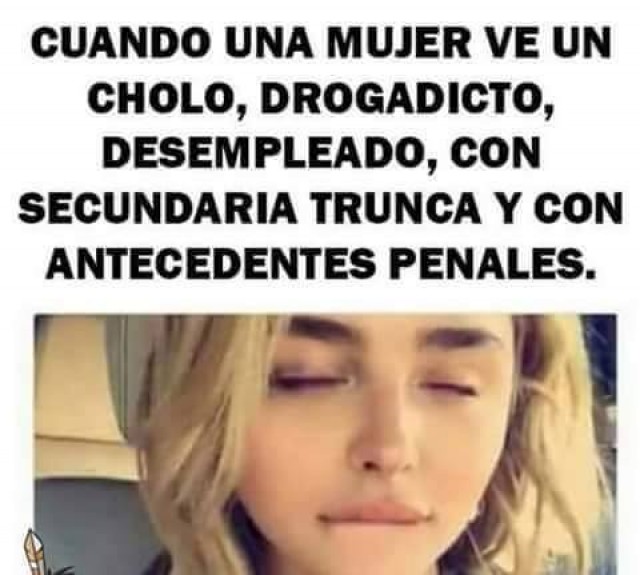 CUANDO UNA MUJER VE UN
CHOLO, DROGADICTO,
DESEMPLEADO, CON
SECUNDARIA TRUNCA Y CON
ANTECEDENTES PENALES.